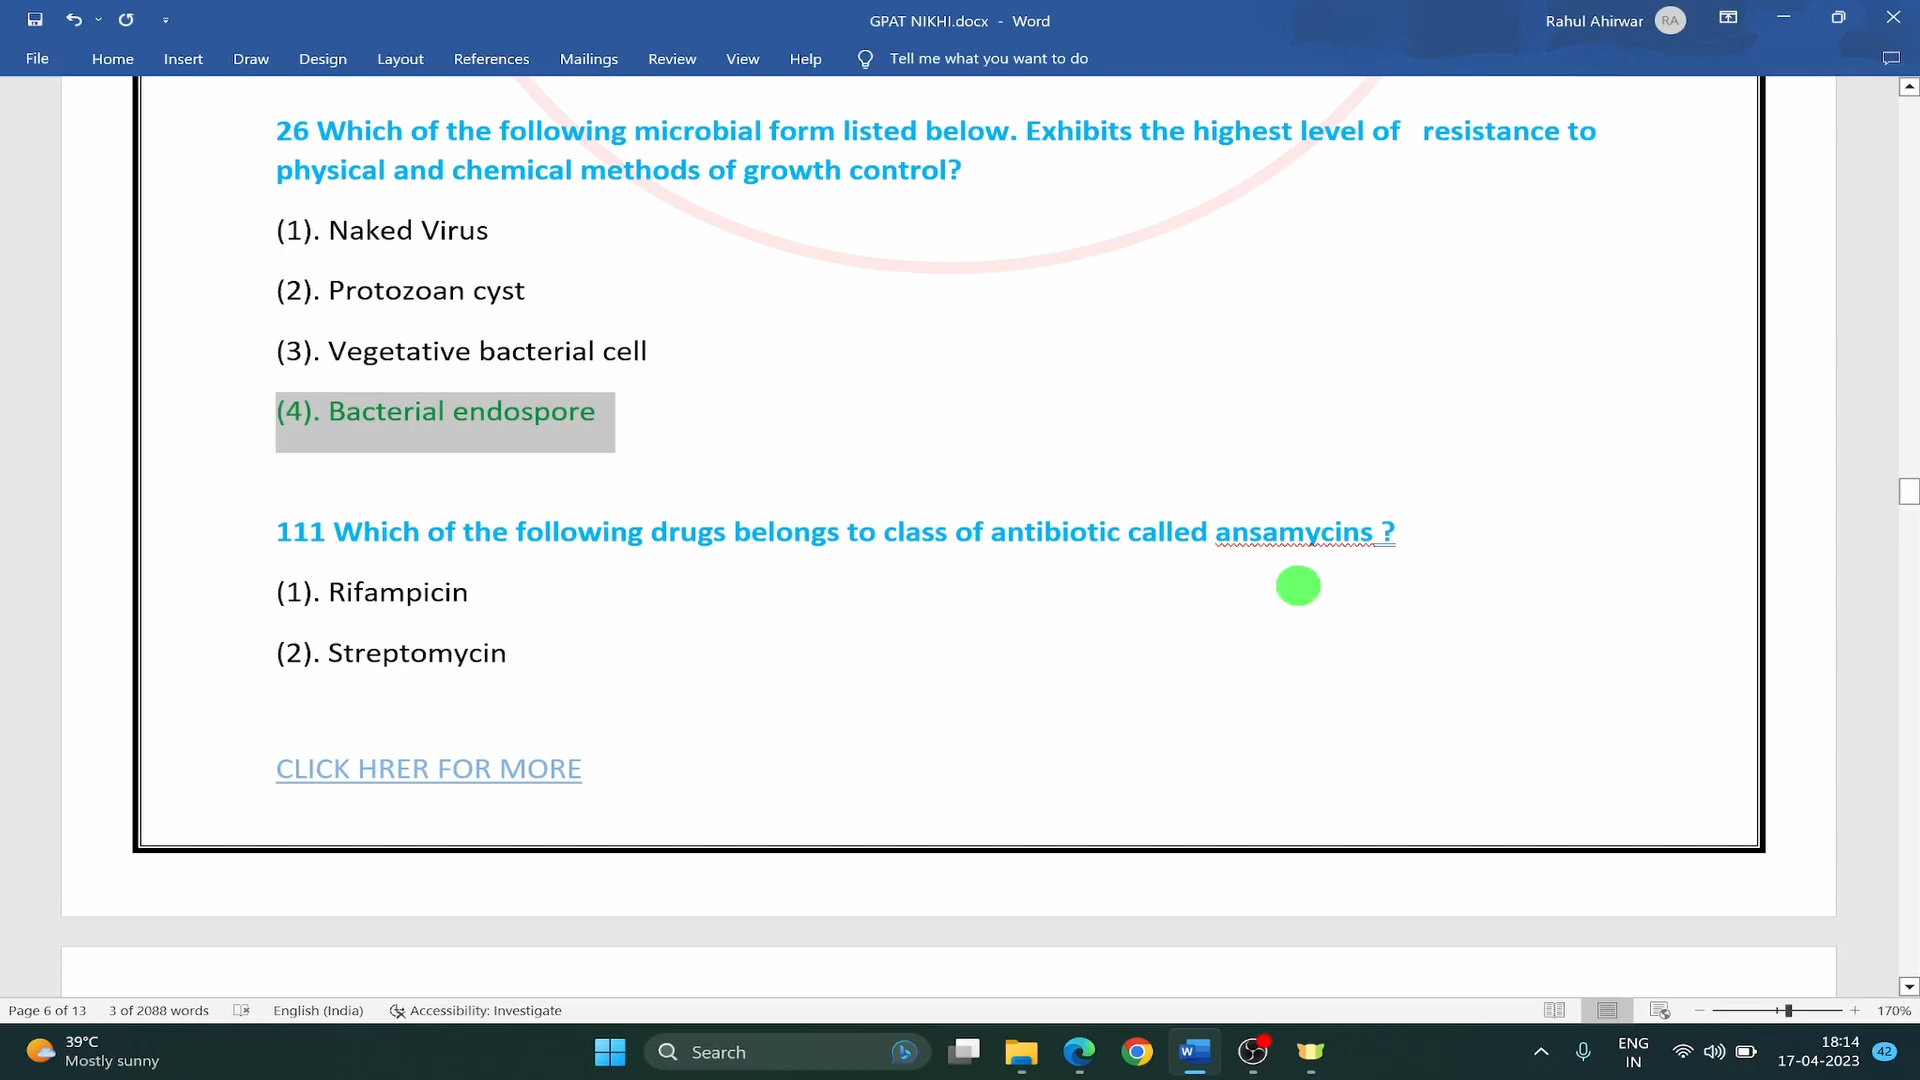 GPAT NIKHI.docx - Word
Rahul Ahirwar RA
File Home Insert Draw Design Layout References Mailings Review View Help Tell me what you want to do
26 Which of the following microbial form listed below. Exhibits the highest level of resistance to
physical and chemical methods of growth control?
(1). Naked Virus
(2). Protozoan cyst
(3). Vegetative bacterial cell
(4). Bacterial endospore
111 Which of the following drugs belongs to class of antibiotic called ansamycins ?
(1). Rifampicin
(2). Streptomycin
CLICK HRER FOR MORE
Page 6 of 13 3 of 2088 words English (India) Accessibility: Investigate 170%
39°C
Mostly sunny
Search
ENG
IN
18:14
17-04-2023
42